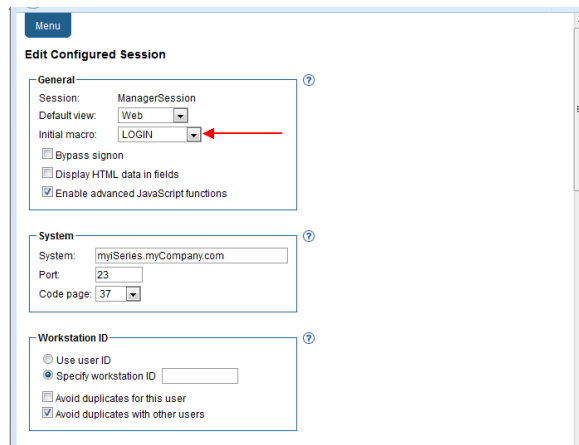 Menu
Edit Configured Session
General
Session: ManagerSession
Default view: Web
Initial macro: LOGIN
Bypass signon
Display HTML data in fields
Enable advanced JavaScript functions
System
System: myiSeries.myCompany.com
Port: 23
Code page: 37
Workstation ID
Use user ID
Specify workstation ID
Avoid duplicates for this user
Avoid duplicates with other users